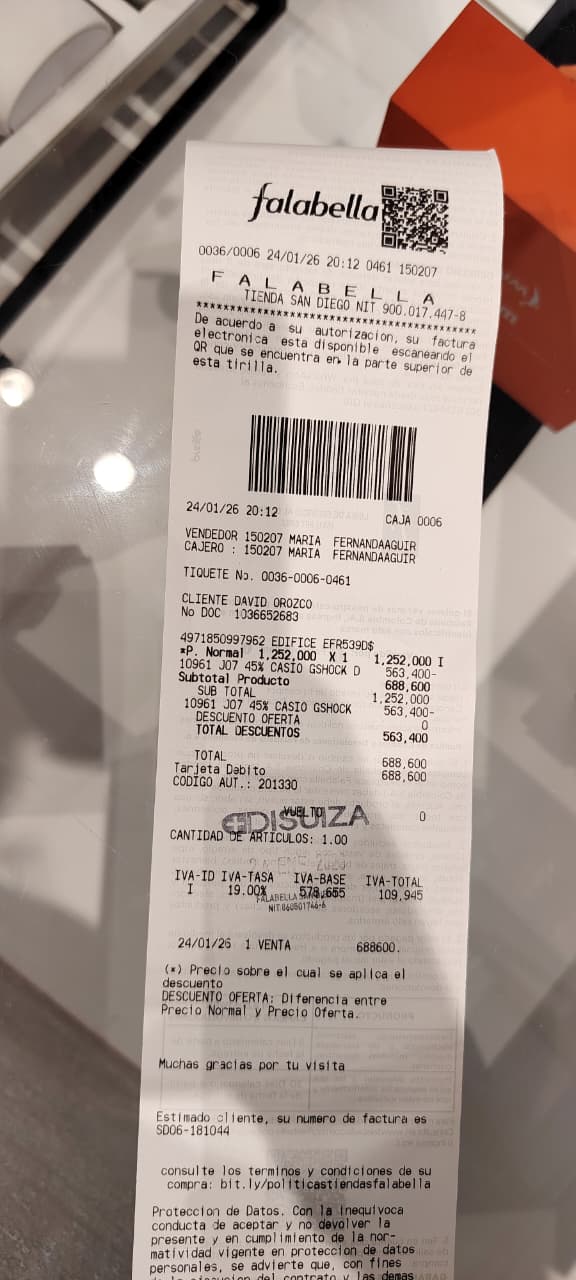 falabella
0036/0006 24/01/26 20:12 0461 150207
F A L A B E L L A
TIENDA SAN DIEGO NIT 900.017.447-8
******************************************
De acuerdo a su autorizacion, su factura
electronica esta disponible escaneando el
QR que se encuentra en la parte superior de
esta tirilla.
24/01/26 20:12 CAJA 0006
VENDEDOR 150207 MARIA FERNANDAAGUIR
CAJERO : 150207 MARIA FERNANDAAGUIR
TIQUETE No. 0036-0006-0461
CLIENTE DAVID OROZCO
No DOC 1036652683
4971850997962 EDIFICE EFR539D$
*P. Normal 1,252,000 X 1 1,252,000 I
10961 J07 45% CASIO GSHOCK D 563,400-
Subtotal Producto 688,600
SUB TOTAL 1,252,000
10961 J07 45% CASIO GSHOCK 563,400-
DESCUENTO OFERTA 0
TOTAL DESCUENTOS 563,400
TOTAL 688,600
Tarjeta Debito 688,600
CODIGO AUT.: 201330
VUELTO 0
DISUIZA
CANTIDAD DE ARTICULOS: 1.00
IVA-ID IVA-TASA IVA-BASE IVA-TOTAL
I 19.00% 578,655 109,945
FALABELLA
24/01/26 1 VENTA 688600.
(*) Precio sobre el cual se aplica el
descuento
DESCUENTO OFERTA: Diferencia entre
Precio Normal y Precio Oferta.
Muchas gracias por tu visita
Estimado cliente, su numero de factura es
SD06-181044
consulte los terminos y condiciones de su
compra: bit.ly/politicastiendasfalabella
Proteccion de Datos. Con la inequivoca
conducta de aceptar y no devolver la
presente y en cumplimiento de la nor-
matividad vigente en proteccion de datos
personales, se advierte que, con fines
contrato y las demas